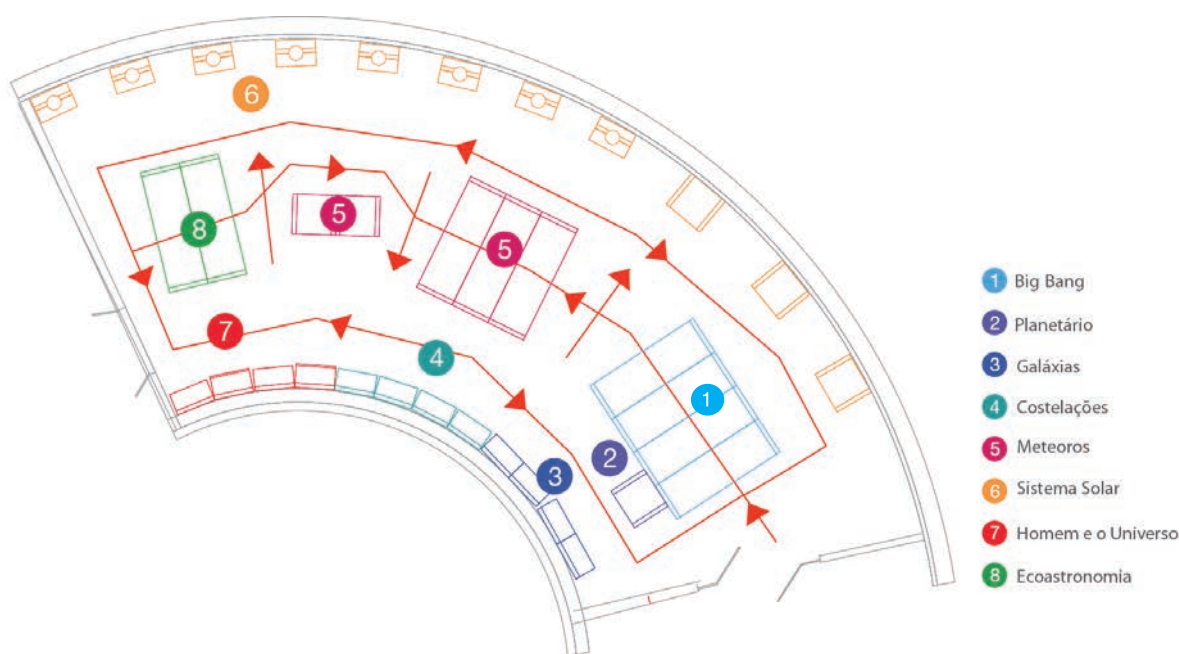 6
5
8
5
7
4
1
2
3
1 Big Bang
2 Planetário
3 Galáxias
4 Costelações
5 Meteoros
6 Sistema Solar
7 Homem e o Universo
8 Ecoastronomia